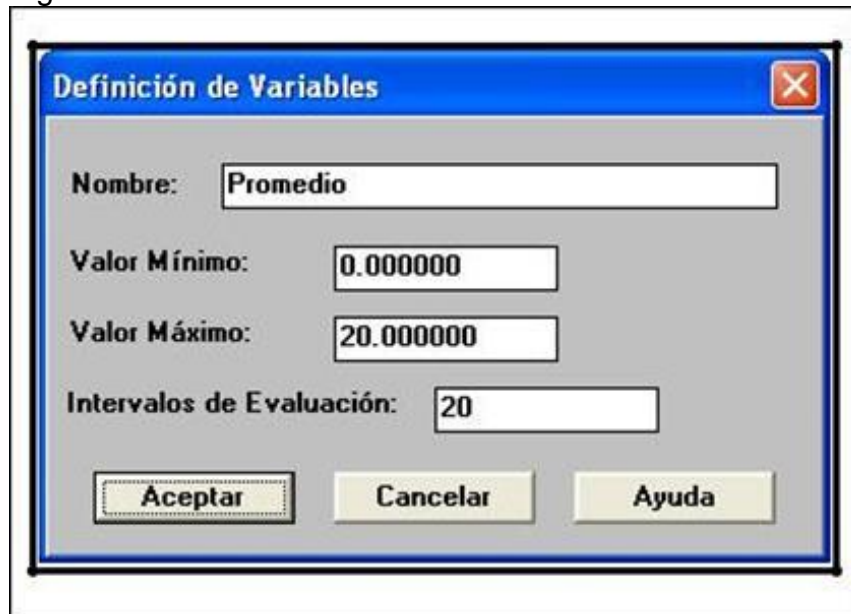 Definición de Variables
Nombre: Promedio
Valor Mínimo: 0.000000
Valor Máximo: 20.000000
Intervalos de Evaluación: 20
Aceptar Cancelar Ayuda